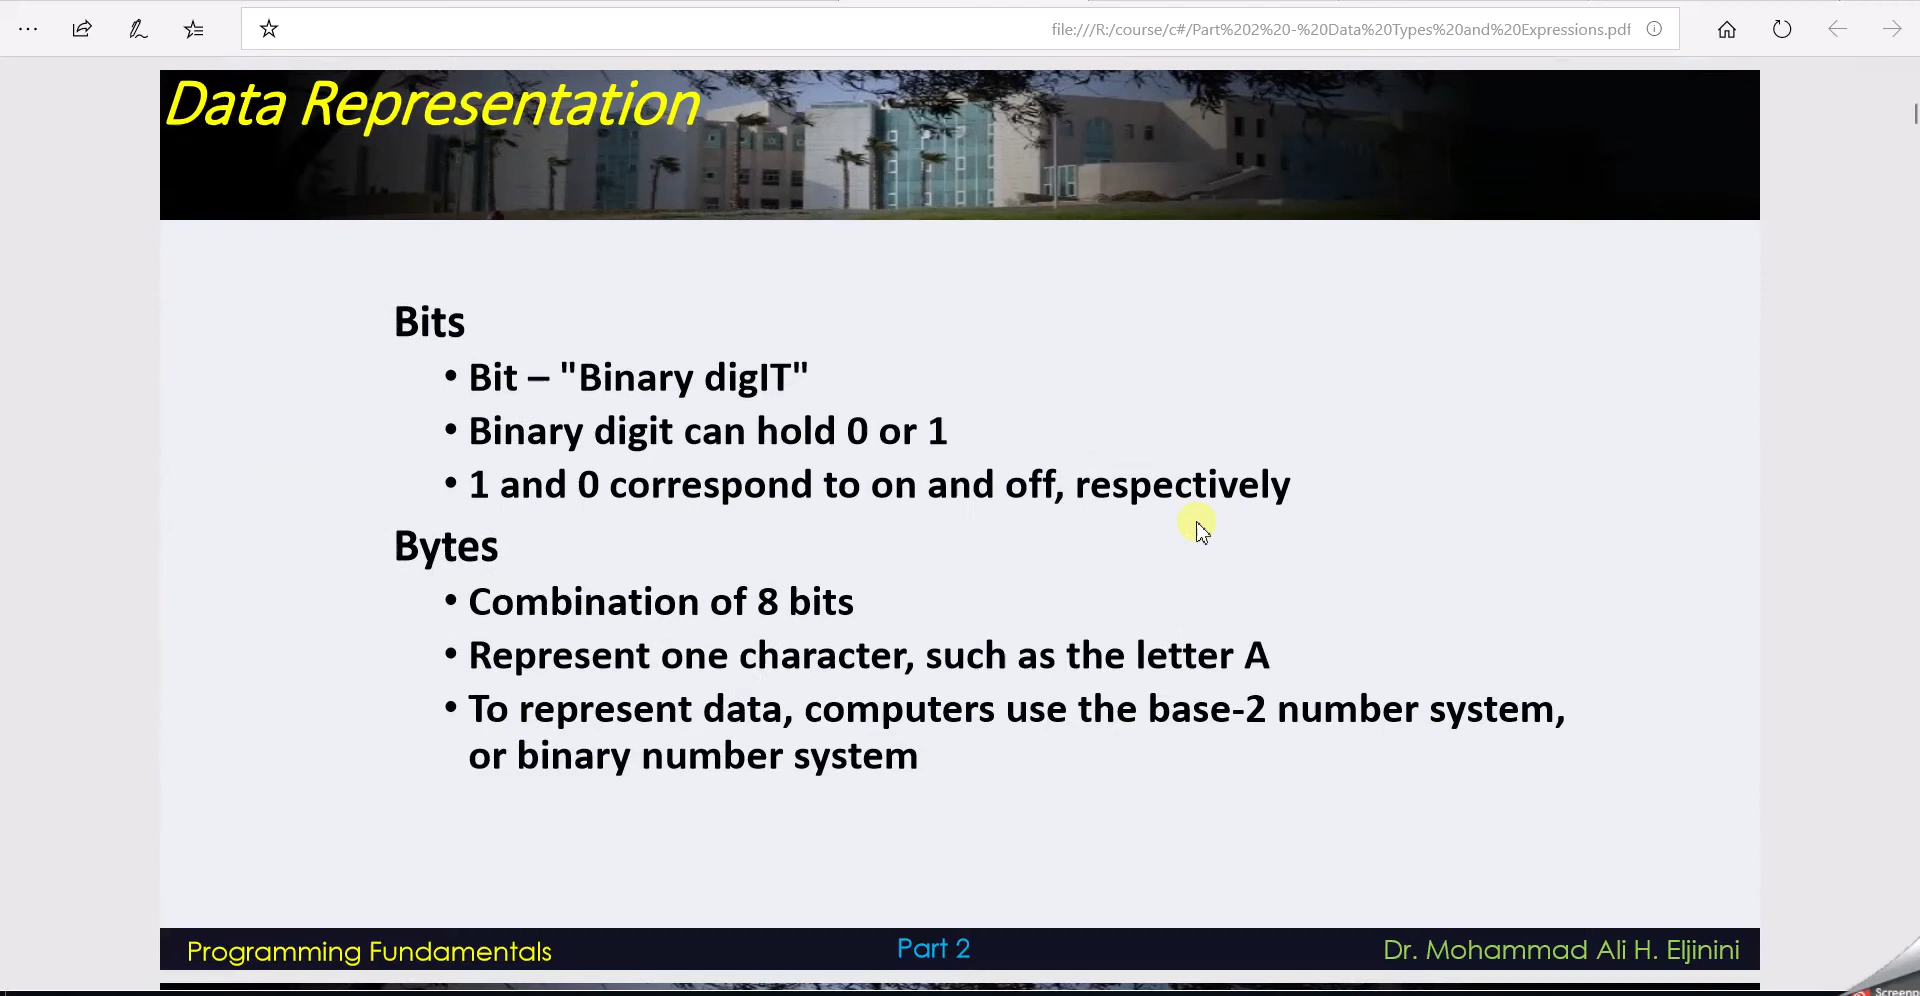 file:///R:/course/c#/Part%202%20-%20Data%20Types%20and%20Expressions.pdf
Data Representation
Bits
• Bit – "Binary digIT"
• Binary digit can hold 0 or 1
• 1 and 0 correspond to on and off, respectively
Bytes
• Combination of 8 bits
• Represent one character, such as the letter A
• To represent data, computers use the base-2 number system,
or binary number system
Programming Fundamentals
Part 2
Dr. Mohammad Ali H. Eljinini